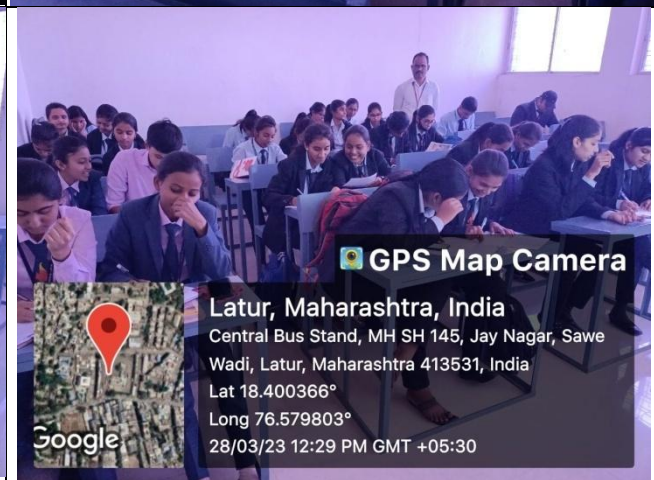 GPS Map Camera
Latur, Maharashtra, India
Central Bus Stand, MH SH 145, Jay Nagar, Sawe
Wadi, Latur, Maharashtra 413531, India
Lat 18.400366°
Long 76.579803°
28/03/23 12:29 PM GMT +05:30
Google